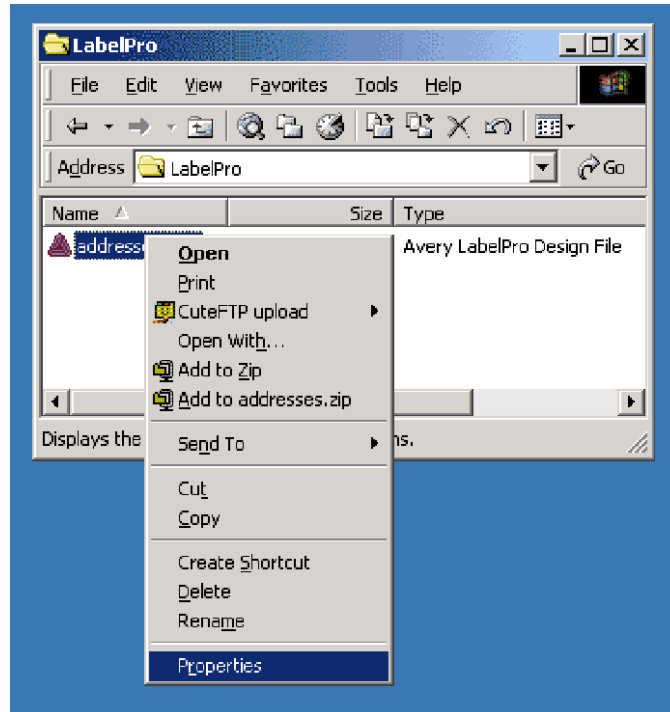 LabelPro
File Edit View Favorites Tools Help
Address LabelPro Go
Name Size Type
Avery LabelPro Design File
Open
Print
CuteFTP upload
Open With...
Add to Zip
Add to addresses.zip
Displays the
Send To
Cut
Copy
Create Shortcut
Delete
Rename
Properties